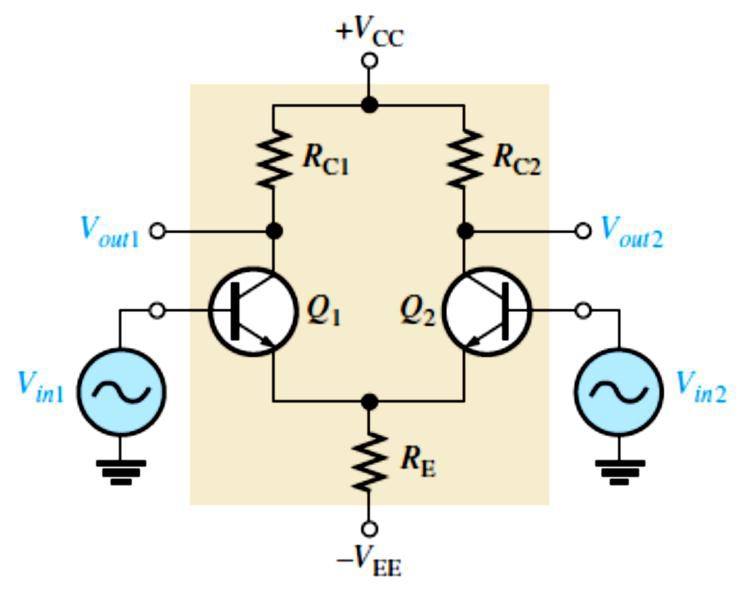 +VCC
RC1
RC2
Vout1
Vout2
Q1
Q2
Vin1
Vin2
RE
–VEE